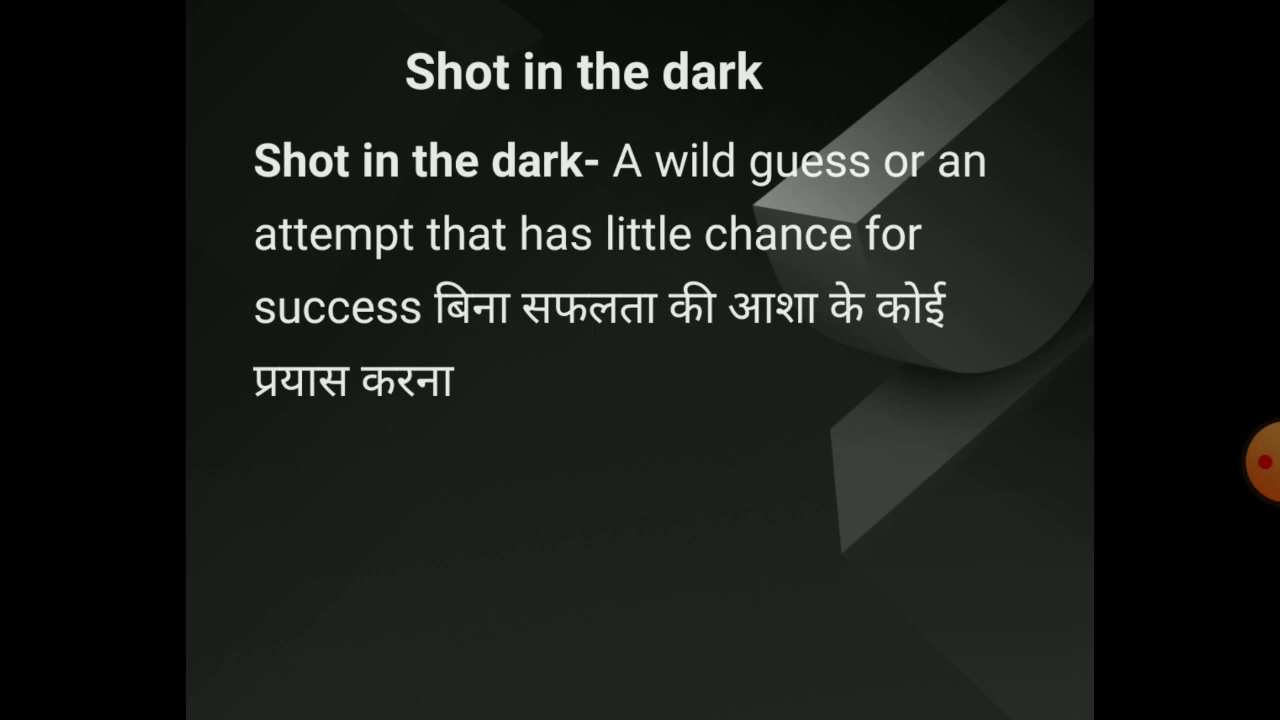 Shot in the dark
Shot in the dark- A wild guess or an
attempt that has little chance for
success बिना सफलता की आशा के कोई
प्रयास करना